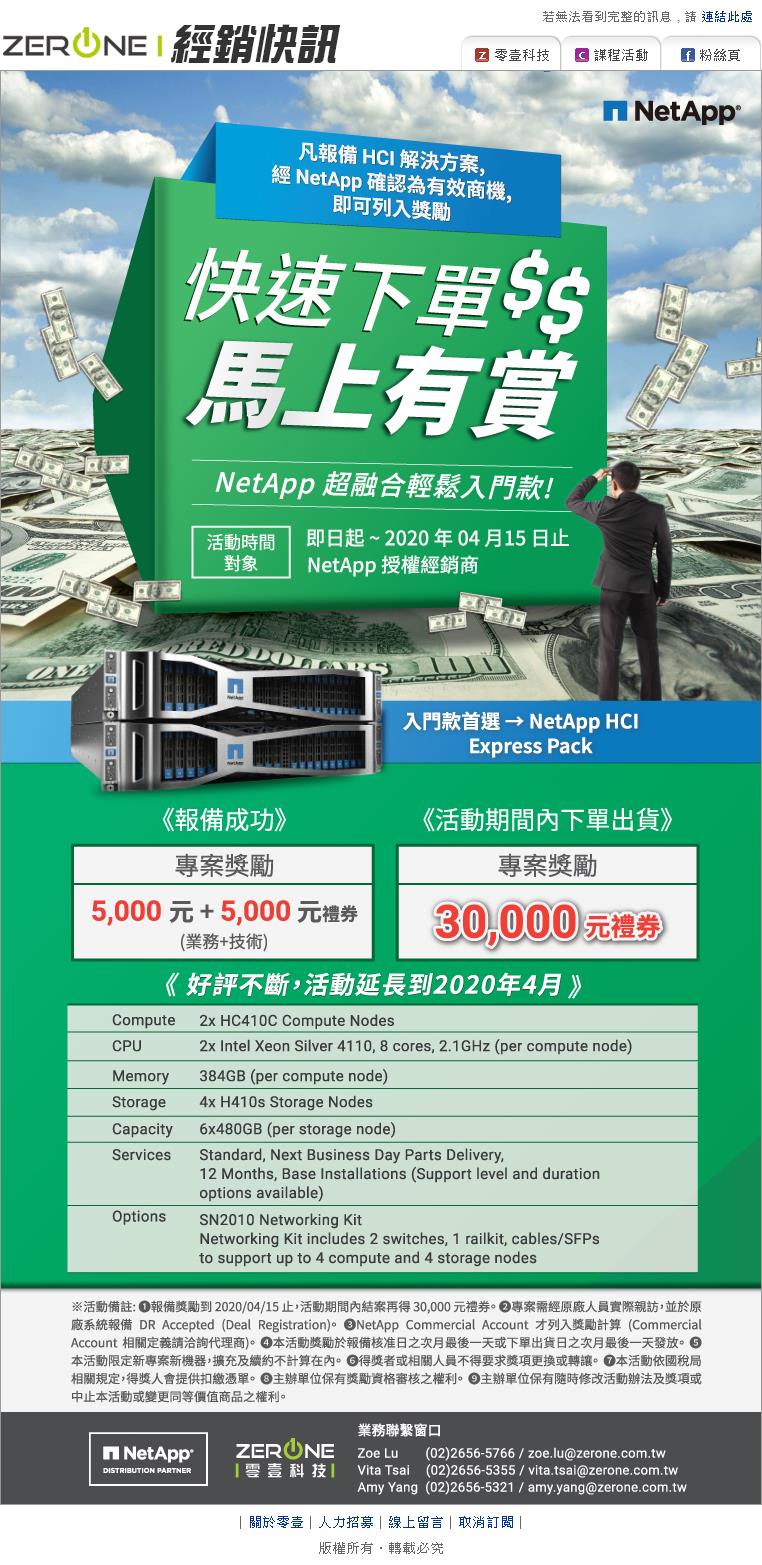 若無法看到完整的訊息，請 連結此處
ZERONE 經銷快訊
Z 零壹科技
C 課程活動
f 粉絲頁
NetApp®
凡報備 HCI 解決方案,
經 NetApp 確認為有效商機,
即可列入獎勵
快速下單$$
馬上有賞
NetApp 超融合輕鬆入門款!
活動時間
對象
即日起 ~ 2020 年 04 月15 日止
NetApp 授權經銷商
入門款首選 → NetApp HCI
Express Pack
《報備成功》
專案獎勵
5,000 元 + 5,000 元禮券
(業務+技術)
《活動期間內下單出貨》
專案獎勵
30,000 元禮券
《 好評不斷，活動延長到2020年4月 》
Compute 2x HC410C Compute Nodes
CPU 2x Intel Xeon Silver 4110, 8 cores, 2.1GHz (per compute node)
Memory 384GB (per compute node)
Storage 4x H410s Storage Nodes
Capacity 6x480GB (per storage node)
Services Standard, Next Business Day Parts Delivery,
12 Months, Base Installations (Support level and duration
options available)
Options SN2010 Networking Kit
Networking Kit includes 2 switches, 1 railkit, cables/SFPs
to support up to 4 compute and 4 storage nodes
※活動備註: ❶報備獎勵到 2020/04/15 止，活動期間內結案再得 30,000 元禮券。❷專案需經原廠人員實際親訪，並於原
廠系統報備 DR Accepted (Deal Registration)。❸NetApp Commercial Account 才列入獎勵計算 (Commercial
Account 相關定義請洽詢代理商)。❹本活動獎勵於報備核准日之次月最後一天或下單出貨日之次月最後一天發放。❺
本活動限定新專案新機器，擴充及續約不計算在內。❻得獎者或相關人員不得要求獎項更換或轉讓。❼本活動依國稅局
相關規定，得獎人會提供扣繳憑單。❽主辦單位保有獎勵資格審核之權利。❾主辦單位保有隨時修改活動辦法及獎項或
中止本活動或變更同等價值商品之權利。
NetApp®
DISTRIBUTION PARTNER
ZERONE
零壹科技
業務聯繫窗口
Zoe Lu (02)2656-5766 / zoe.lu@zerone.com.tw
Vita Tsai (02)2656-5355 / vita.tsai@zerone.com.tw
Amy Yang (02)2656-5321 / amy.yang@zerone.com.tw
| 關於零壹 | 人力招募 | 線上留言 | 取消訂閱 |
版權所有・轉載必究